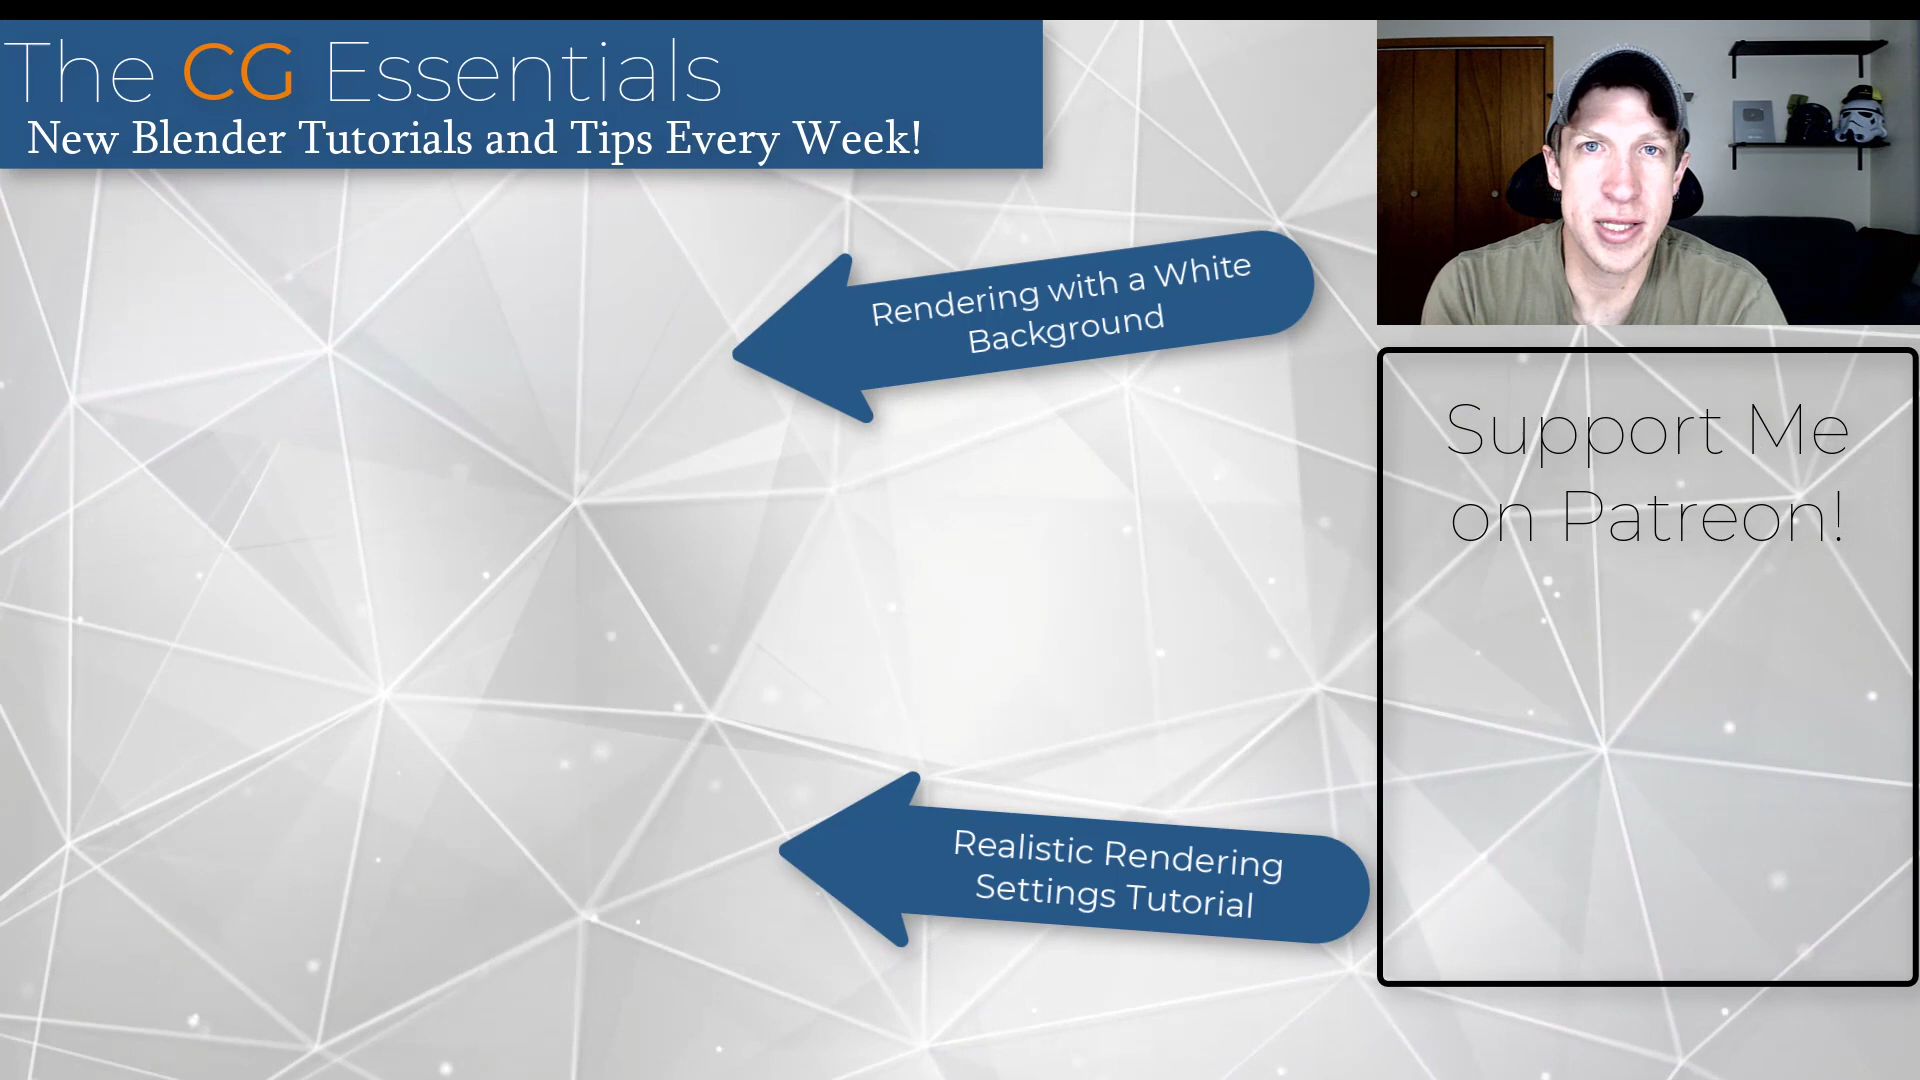 The CG Essentials
New Blender Tutorials and Tips Every Week!
Rendering with a White
Background
Support Me
on Patreon!
Realistic Rendering
Settings Tutorial